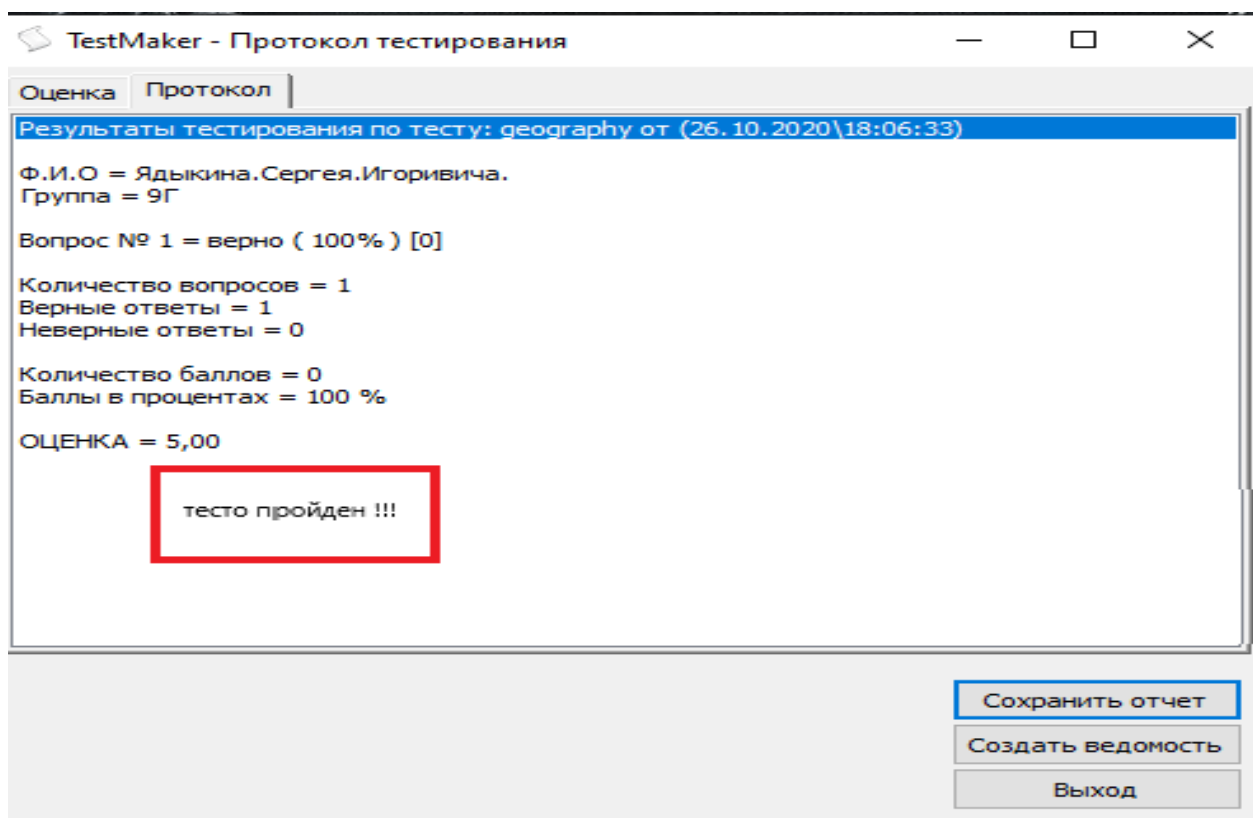 TestMaker - Протокол тестирования
Оценка Протокол
Результаты тестирования по тесту: geography от (26.10.2020\18:06:33)
Ф.И.О = Ядыкина.Сергея.Игоривича.
Группа = 9Г
Вопрос № 1 = верно ( 100% ) [0]
Количество вопросов = 1
Верные ответы = 1
Неверные ответы = 0
Количество баллов = 0
Баллы в процентах = 100 %
ОЦЕНКА = 5,00
тесто пройден !!!
Сохранить отчет
Создать ведомость
Выход